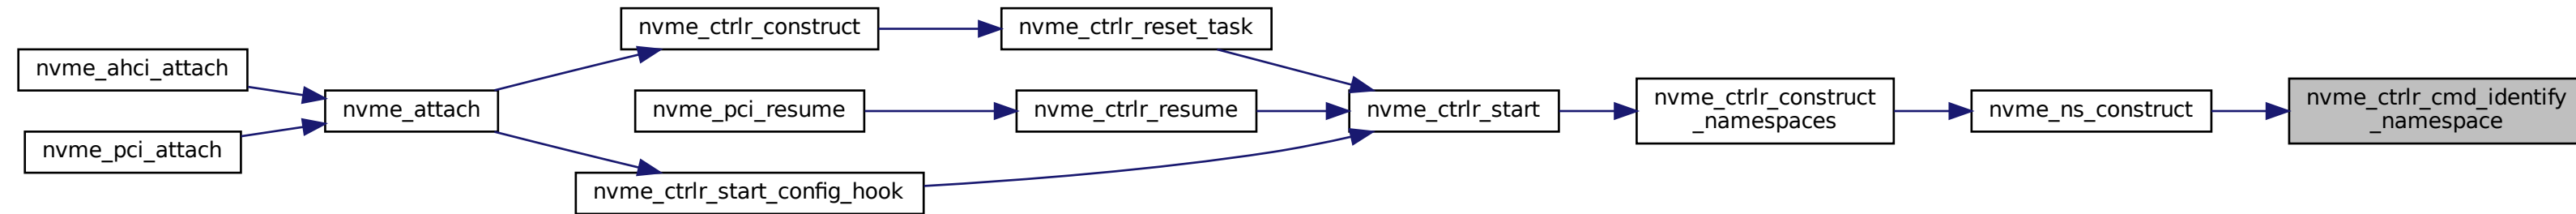 nvme_ahci_attach
nvme_pci_attach
nvme_attach
nvme_ctrlr_construct
nvme_pci_resume
nvme_ctrlr_start_config_hook
nvme_ctrlr_reset_task
nvme_ctrlr_resume
nvme_ctrlr_start
nvme_ctrlr_construct
_namespaces
nvme_ns_construct
nvme_ctrlr_cmd_identify
_namespace